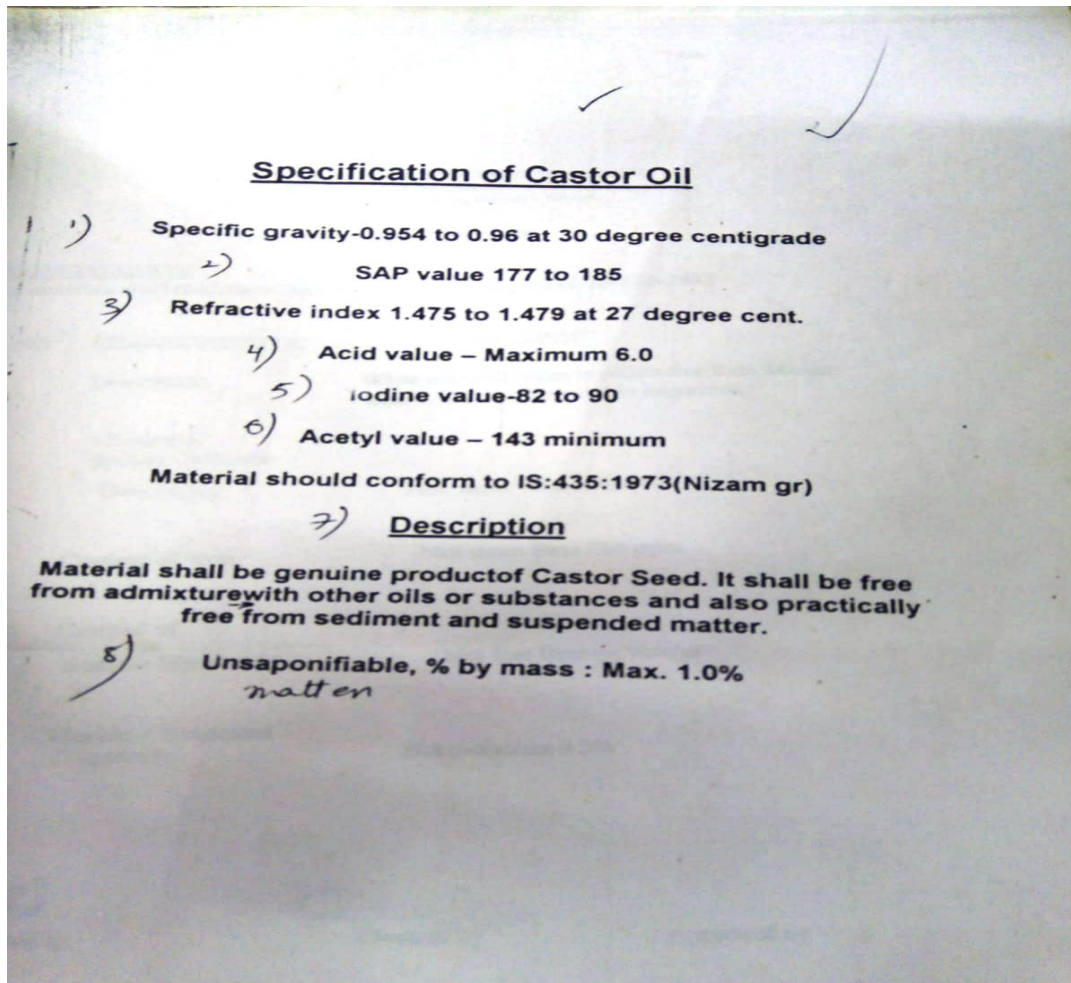 Specification of Castor Oil
1) Specific gravity-0.954 to 0.96 at 30 degree centigrade
2) SAP value 177 to 185
3) Refractive index 1.475 to 1.479 at 27 degree cent.
4) Acid value – Maximum 6.0
5) iodine value-82 to 90
6) Acetyl value – 143 minimum
Material should conform to IS:435:1973(Nizam gr)
7) Description
Material shall be genuine productof Castor Seed. It shall be free
from admixturewith other oils or substances and also practically
free from sediment and suspended matter.
8) Unsaponifiable, % by mass : Max. 1.0%
matter